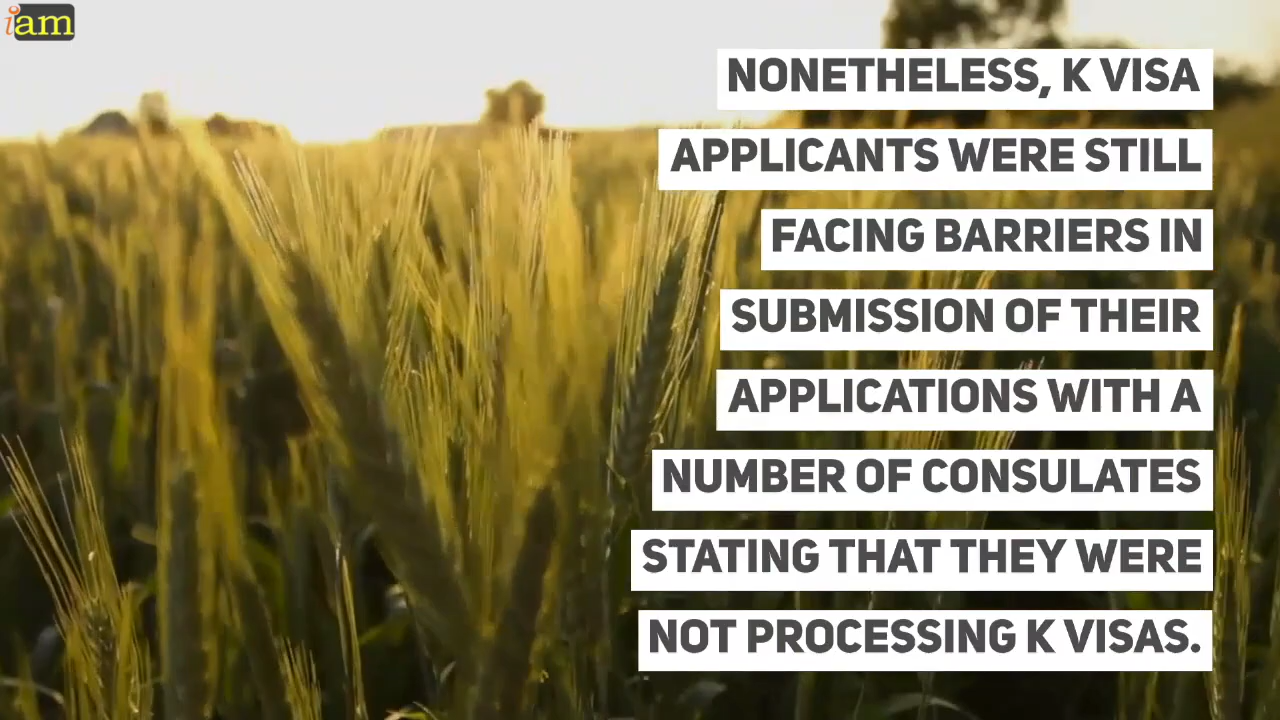 iam
NONETHELESS, K VISA
APPLICANTS WERE STILL
FACING BARRIERS IN
SUBMISSION OF THEIR
APPLICATIONS WITH A
NUMBER OF CONSULATES
STATING THAT THEY WERE
NOT PROCESSING K VISAS.